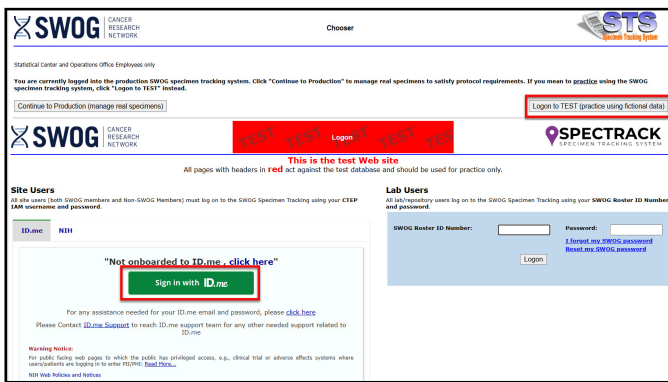 SWOG CANCER RESEARCH NETWORK
Chooser
STS
Specimen Tracking System
Statistical Center and Operations Office Employees only
You are currently logged into the production SWOG specimen tracking system. Click "Continue to Production" to manage real specimens to satisfy protocol requirements. If you mean to practice using the SWOG
specimen tracking system, click "Logon to TEST" instead.
Continue to Production (manage real specimens)
Logon to TEST (practice using fictional data)
SWOG CANCER RESEARCH NETWORK
TEST TEST Logon TEST TEST TES
SPECTRACK
SPECIMEN TRACKING SYSTEM
This is the test Web site
All pages with headers in red act against the test database and should be used for practice only.
Site Users
All site users (both SWOG members and Non-SWOG Members) must log on to the SWOG Specimen Tracking using your CTEP
IAM username and password.
ID.me NIH
"Not onboarded to ID.me , click here"
Sign in with ID.me
For any assistance needed for your ID.me email and password, please click here
Please Contact ID.me Support to reach ID.me support team for any other needed support related to
ID.me
Warning Notice:
For public facing web pages to which the public has privileged access, e.g., clinical trial or adverse effects systems where
users/patients are logging in to enter PII/PHI: Read More...
NIH Web Policies and Notices
Lab Users
All lab/repository users log on to the SWOG Specimen Tracking using your SWOG Roster ID Number
and password.
SWOG Roster ID Number:
Password:
I forgot my SWOG password
Reset my SWOG password
Logon